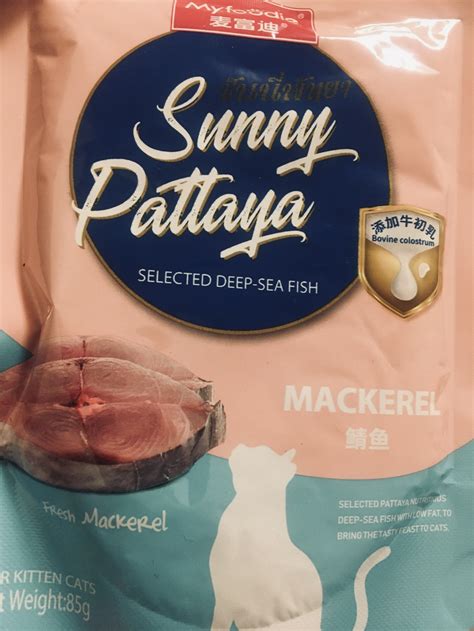 Myfoodie®
麦富迪®
Sunny
Pattaya
SELECTED DEEP-SEA FISH
添加牛初乳
Bovine colostrum
MACKEREL
鲭鱼
Fresh Mackerel
SELECTED PATTAYA NUTRITIOUS
DEEP-SEA FISH WITH LOW FAT, TO
BRING THE TASTY FEAST TO CATS.
R KITTEN CATS
t Weight:85g